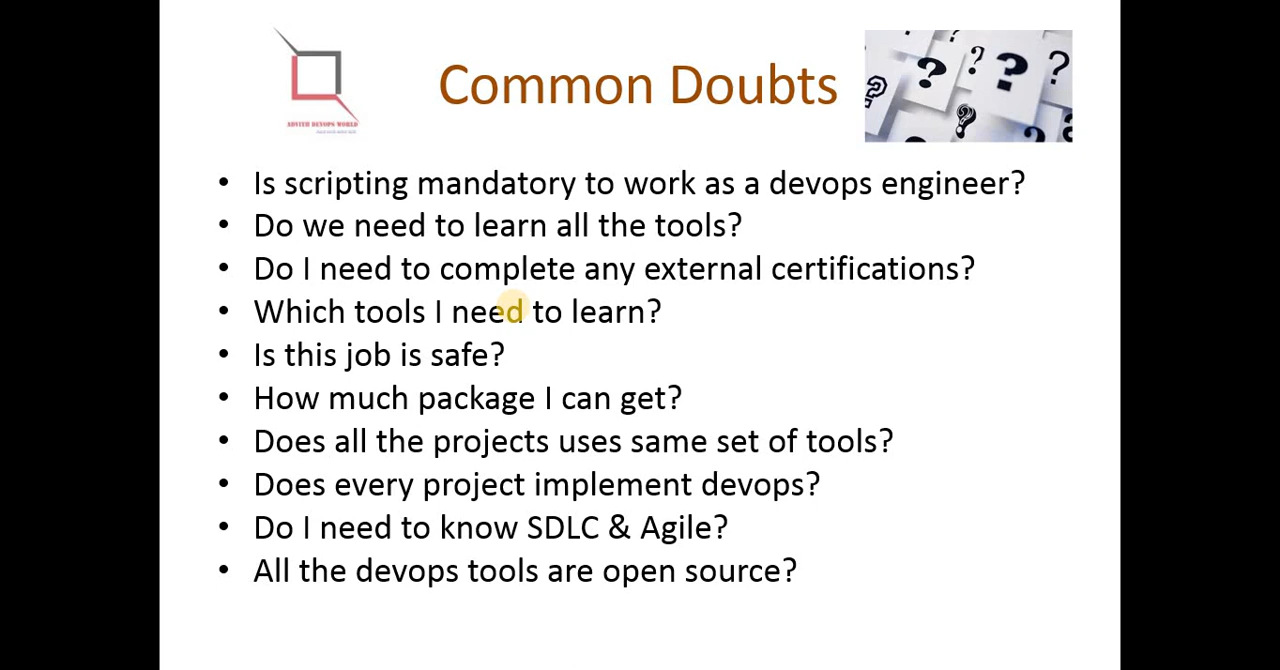 Common Doubts
ADVITH DEVOPS WORLD
• Is scripting mandatory to work as a devops engineer?
• Do we need to learn all the tools?
• Do I need to complete any external certifications?
• Which tools I need to learn?
• Is this job is safe?
• How much package I can get?
• Does all the projects uses same set of tools?
• Does every project implement devops?
• Do I need to know SDLC & Agile?
• All the devops tools are open source?